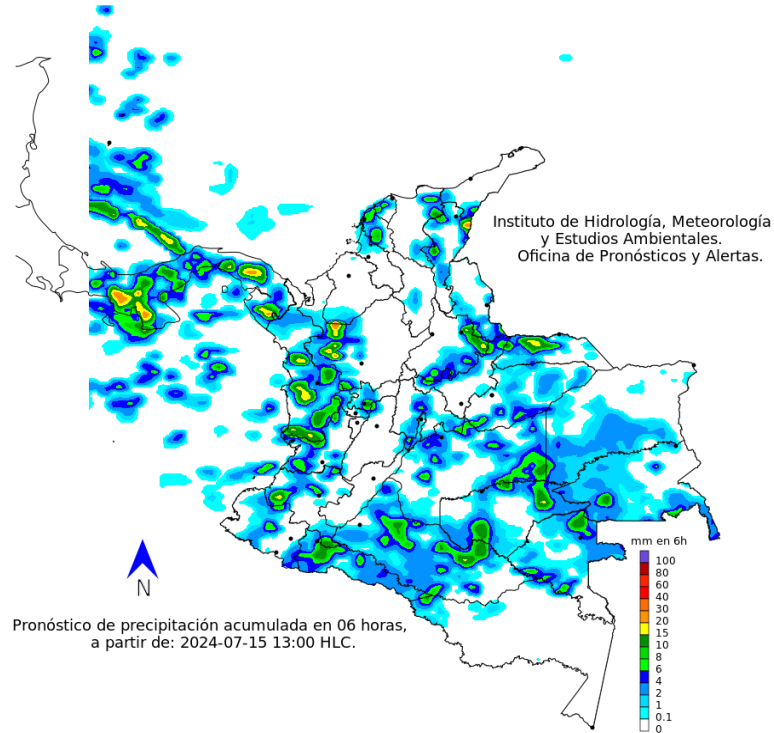 Instituto de Hidrología, Meteorología
y Estudios Ambientales.
Oficina de Pronósticos y Alertas.
N
mm en 6h
100
80
60
40
30
20
15
10
8
6
4
2
1
0.1
0
Pronóstico de precipitación acumulada en 06 horas,
a partir de: 2024-07-15 13:00 HLC.